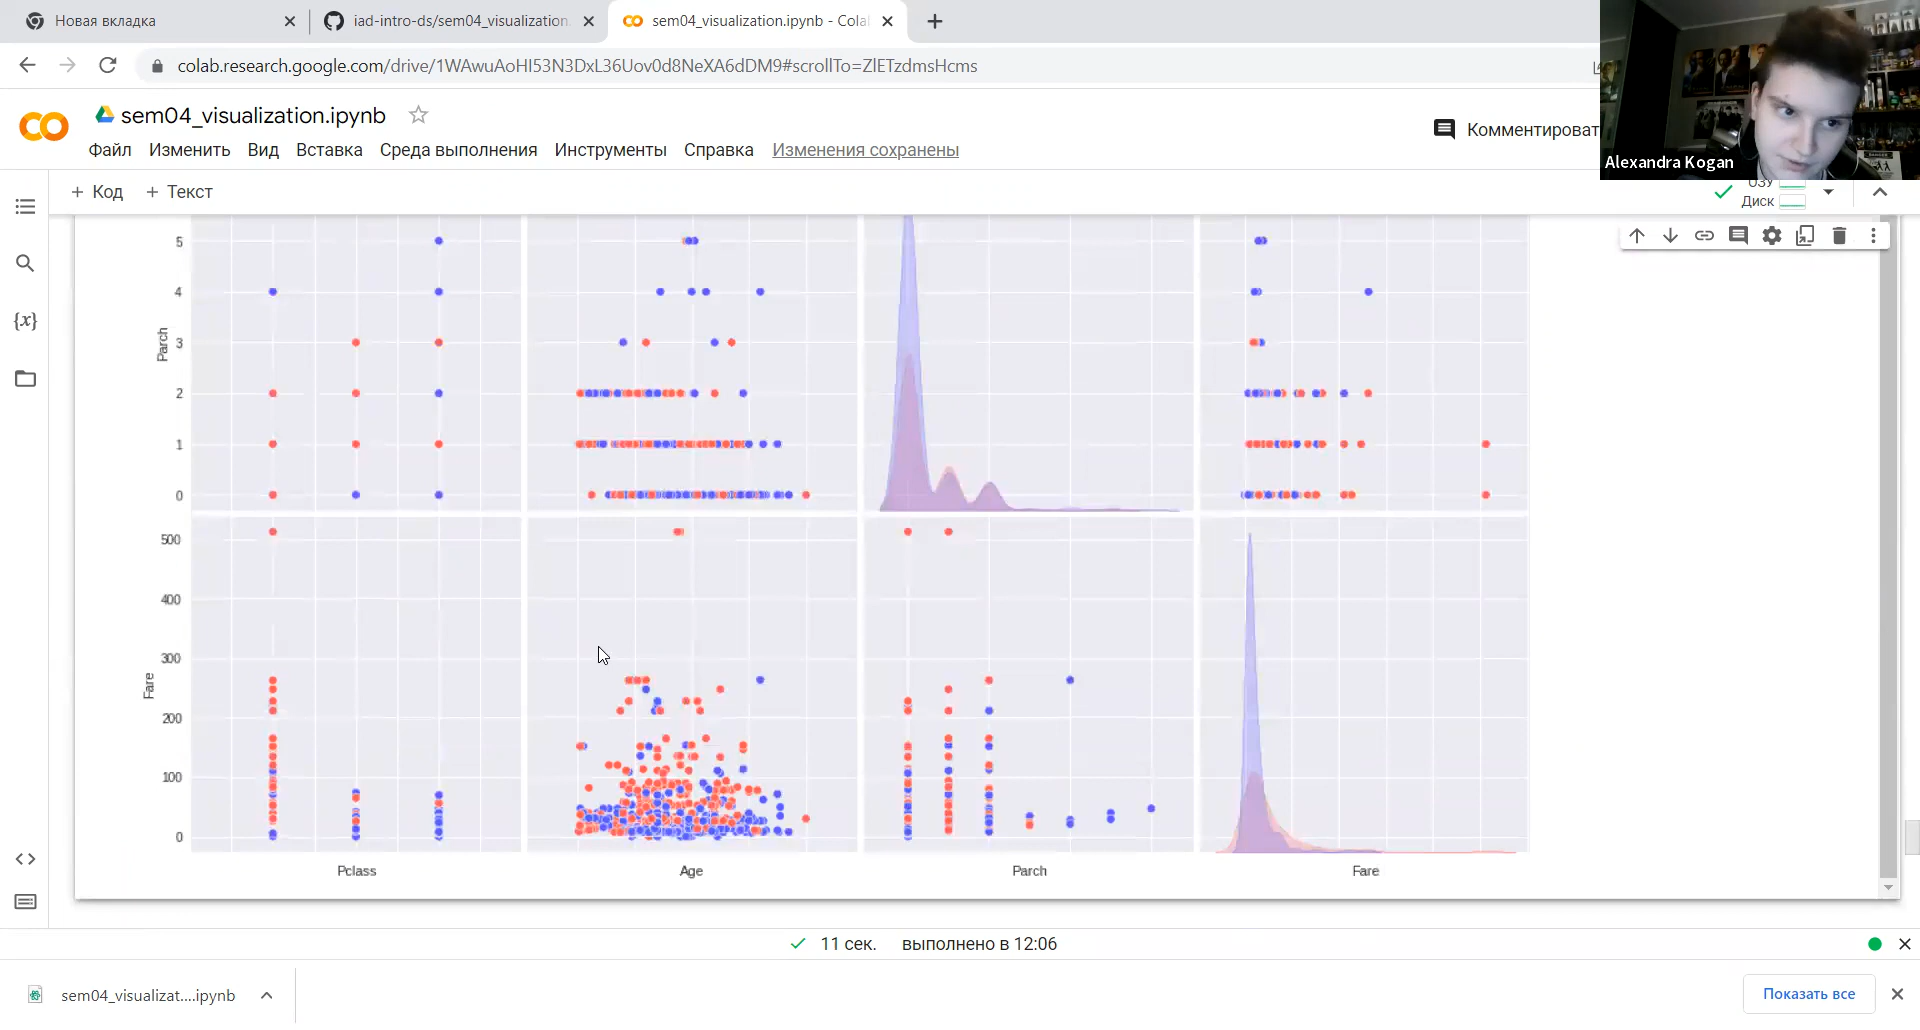 Новая вкладка
iad-intro-ds/sem04_visualization.
sem04_visualization.ipynb - Cola
colab.research.google.com/drive/1WAwuAoHI53N3DxL36Uov0d8NeXA6dDM9#scrollTo=ZlETzdmsHcms
sem04_visualization.ipynb
Комментироват
Alexandra Kogan
Файл Изменить Вид Вставка Среда выполнения Инструменты Справка Изменения сохранены
+ Код + Текст
ОЗУ
Диск
{x}
5
4
3
2
1
0
Parch
500
400
300
200
100
0
Fare
Pclass Age Parch Fare
11 сек. выполнено в 12:06
sem04_visualizat....ipynb
Показать все